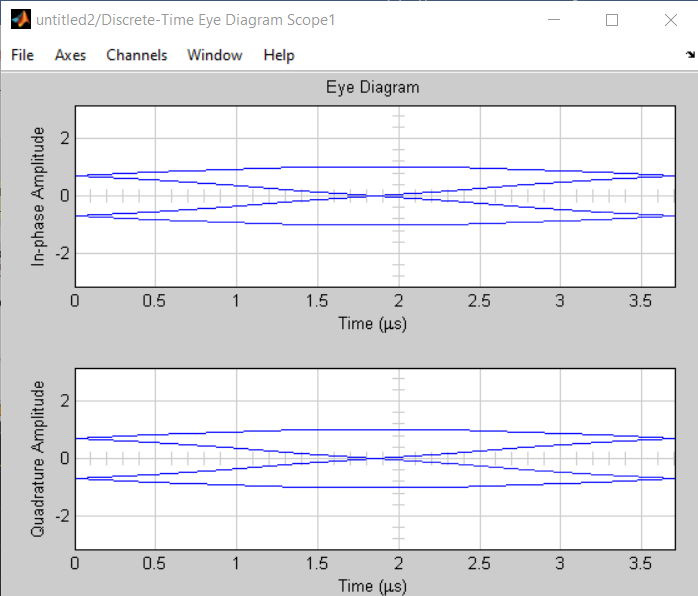 untitled2/Discrete-Time Eye Diagram Scope1
File Axes Channels Window Help
Eye Diagram
In-phase Amplitude
2
0
-2
0 0.5 1 1.5 2 2.5 3 3.5
Time (μs)
Quadrature Amplitude
2
0
-2
0 0.5 1 1.5 2 2.5 3 3.5
Time (μs)